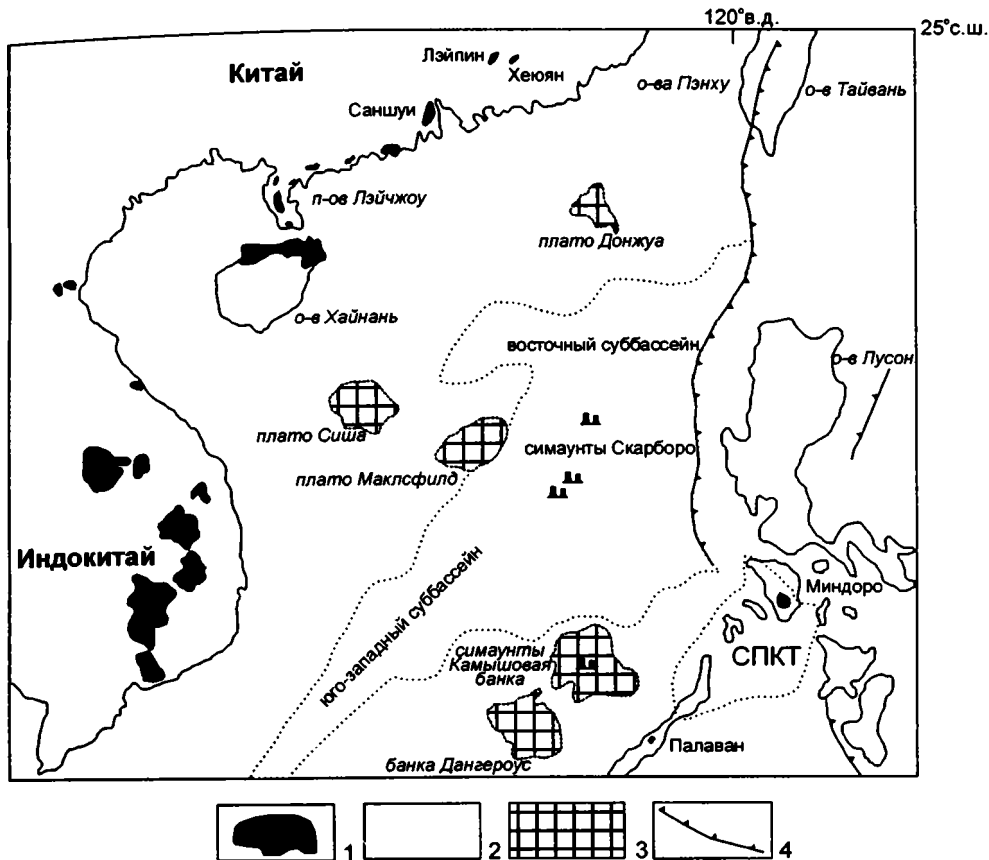 120°в.д.
25°с.ш.
Лэйпин
Хеюян
Китай
о-ва Пэнху
о-в Тайвань
Саншуи
п-ов Лэйчжоу
плато Донжуа
о-в Хайнань
восточный суббассейн
о-в Лусон
плато Сиша
симаунты Скарборо
плато Маклсфилд
Индокитай
юго-западный суббассейн
Миндоро
симаунты
Камышовая
банка
СПКТ
Палаван
банка Дангероус
1
2
3
4